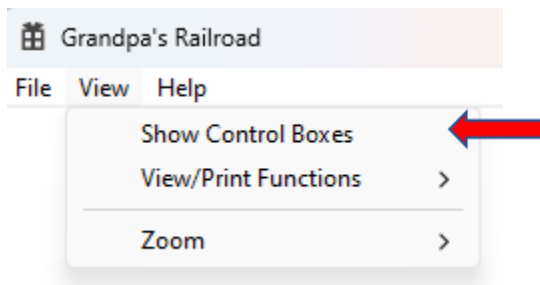 Grandpa's Railroad
File View Help
Show Control Boxes
View/Print Functions
Zoom